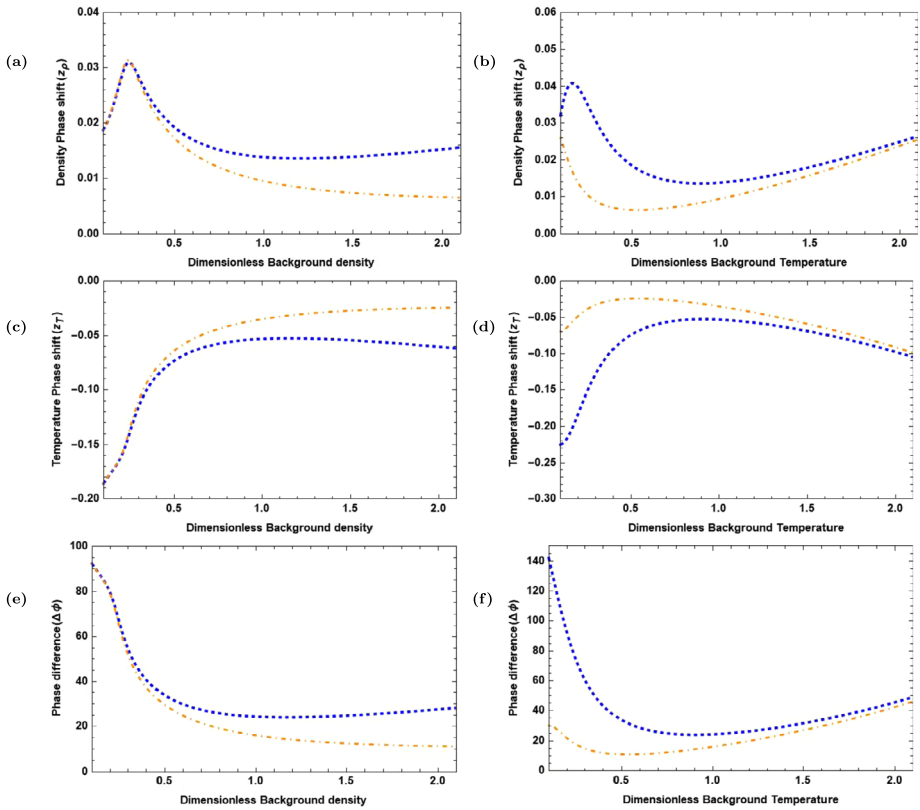 (a)
Density Phase shift (zρ)
0.04
0.03
0.02
0.01
0.00
0.5 1.0 1.5 2.0
Dimensionless Background density
(b)
Density Phase shift (zρ)
0.06
0.05
0.04
0.03
0.02
0.01
0.00
0.5 1.0 1.5 2.0
Dimensionless Background Temperature
(c)
Temperature Phase shift (zT)
0.00
−0.05
−0.10
−0.15
−0.20
0.5 1.0 1.5 2.0
Dimensionless Background density
(d)
Temperature Phase shift (zT)
0.00
−0.05
−0.10
−0.15
−0.20
−0.25
−0.30
0.5 1.0 1.5 2.0
Dimensionless Background Temperature
(e)
Phase difference (Δϕ)
100
80
60
40
20
0
0.5 1.0 1.5 2.0
Dimensionless Background density
(f)
Phase difference (Δϕ)
140
120
100
80
60
40
20
0
0.5 1.0 1.5 2.0
Dimensionless Background Temperature